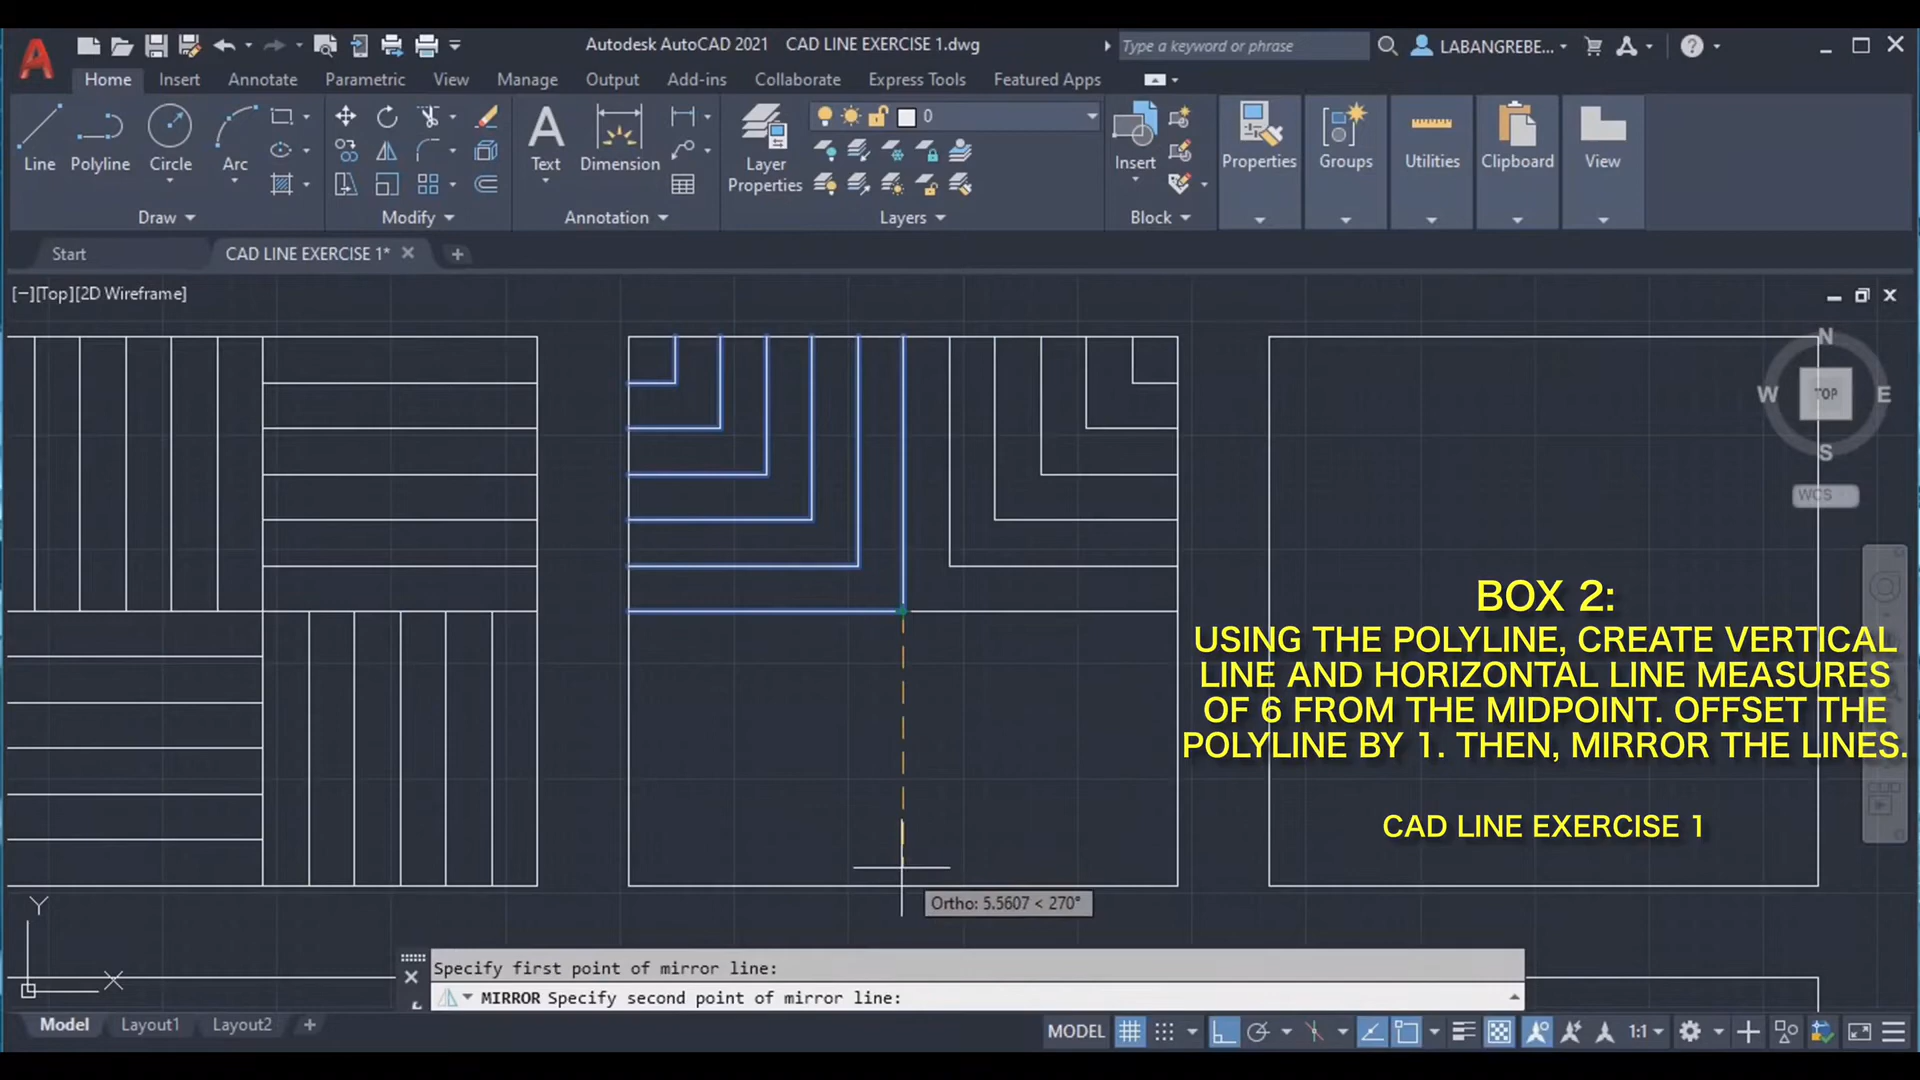 Autodesk AutoCAD 2021 CAD LINE EXERCISE 1.dwg
Type a keyword or phrase
LABANGREBE...
Home Insert Annotate Parametric View Manage Output Add-ins Collaborate Express Tools Featured Apps
0
Line Polyline Circle Arc
Text Dimension
Layer Properties
Insert
Properties Groups Utilities Clipboard View
Draw Modify Annotation Layers Block
Start CAD LINE EXERCISE 1*
[−][Top][2D Wireframe]
N
W TOP E
S
WCS
BOX 2:
USING THE POLYLINE, CREATE VERTICAL
LINE AND HORIZONTAL LINE MEASURES
OF 6 FROM THE MIDPOINT. OFFSET THE
POLYLINE BY 1. THEN, MIRROR THE LINES.
CAD LINE EXERCISE 1
Ortho: 5.5607 < 270°
Y
X
Specify first point of mirror line:
MIRROR Specify second point of mirror line:
Model Layout1 Layout2
MODEL 1:1